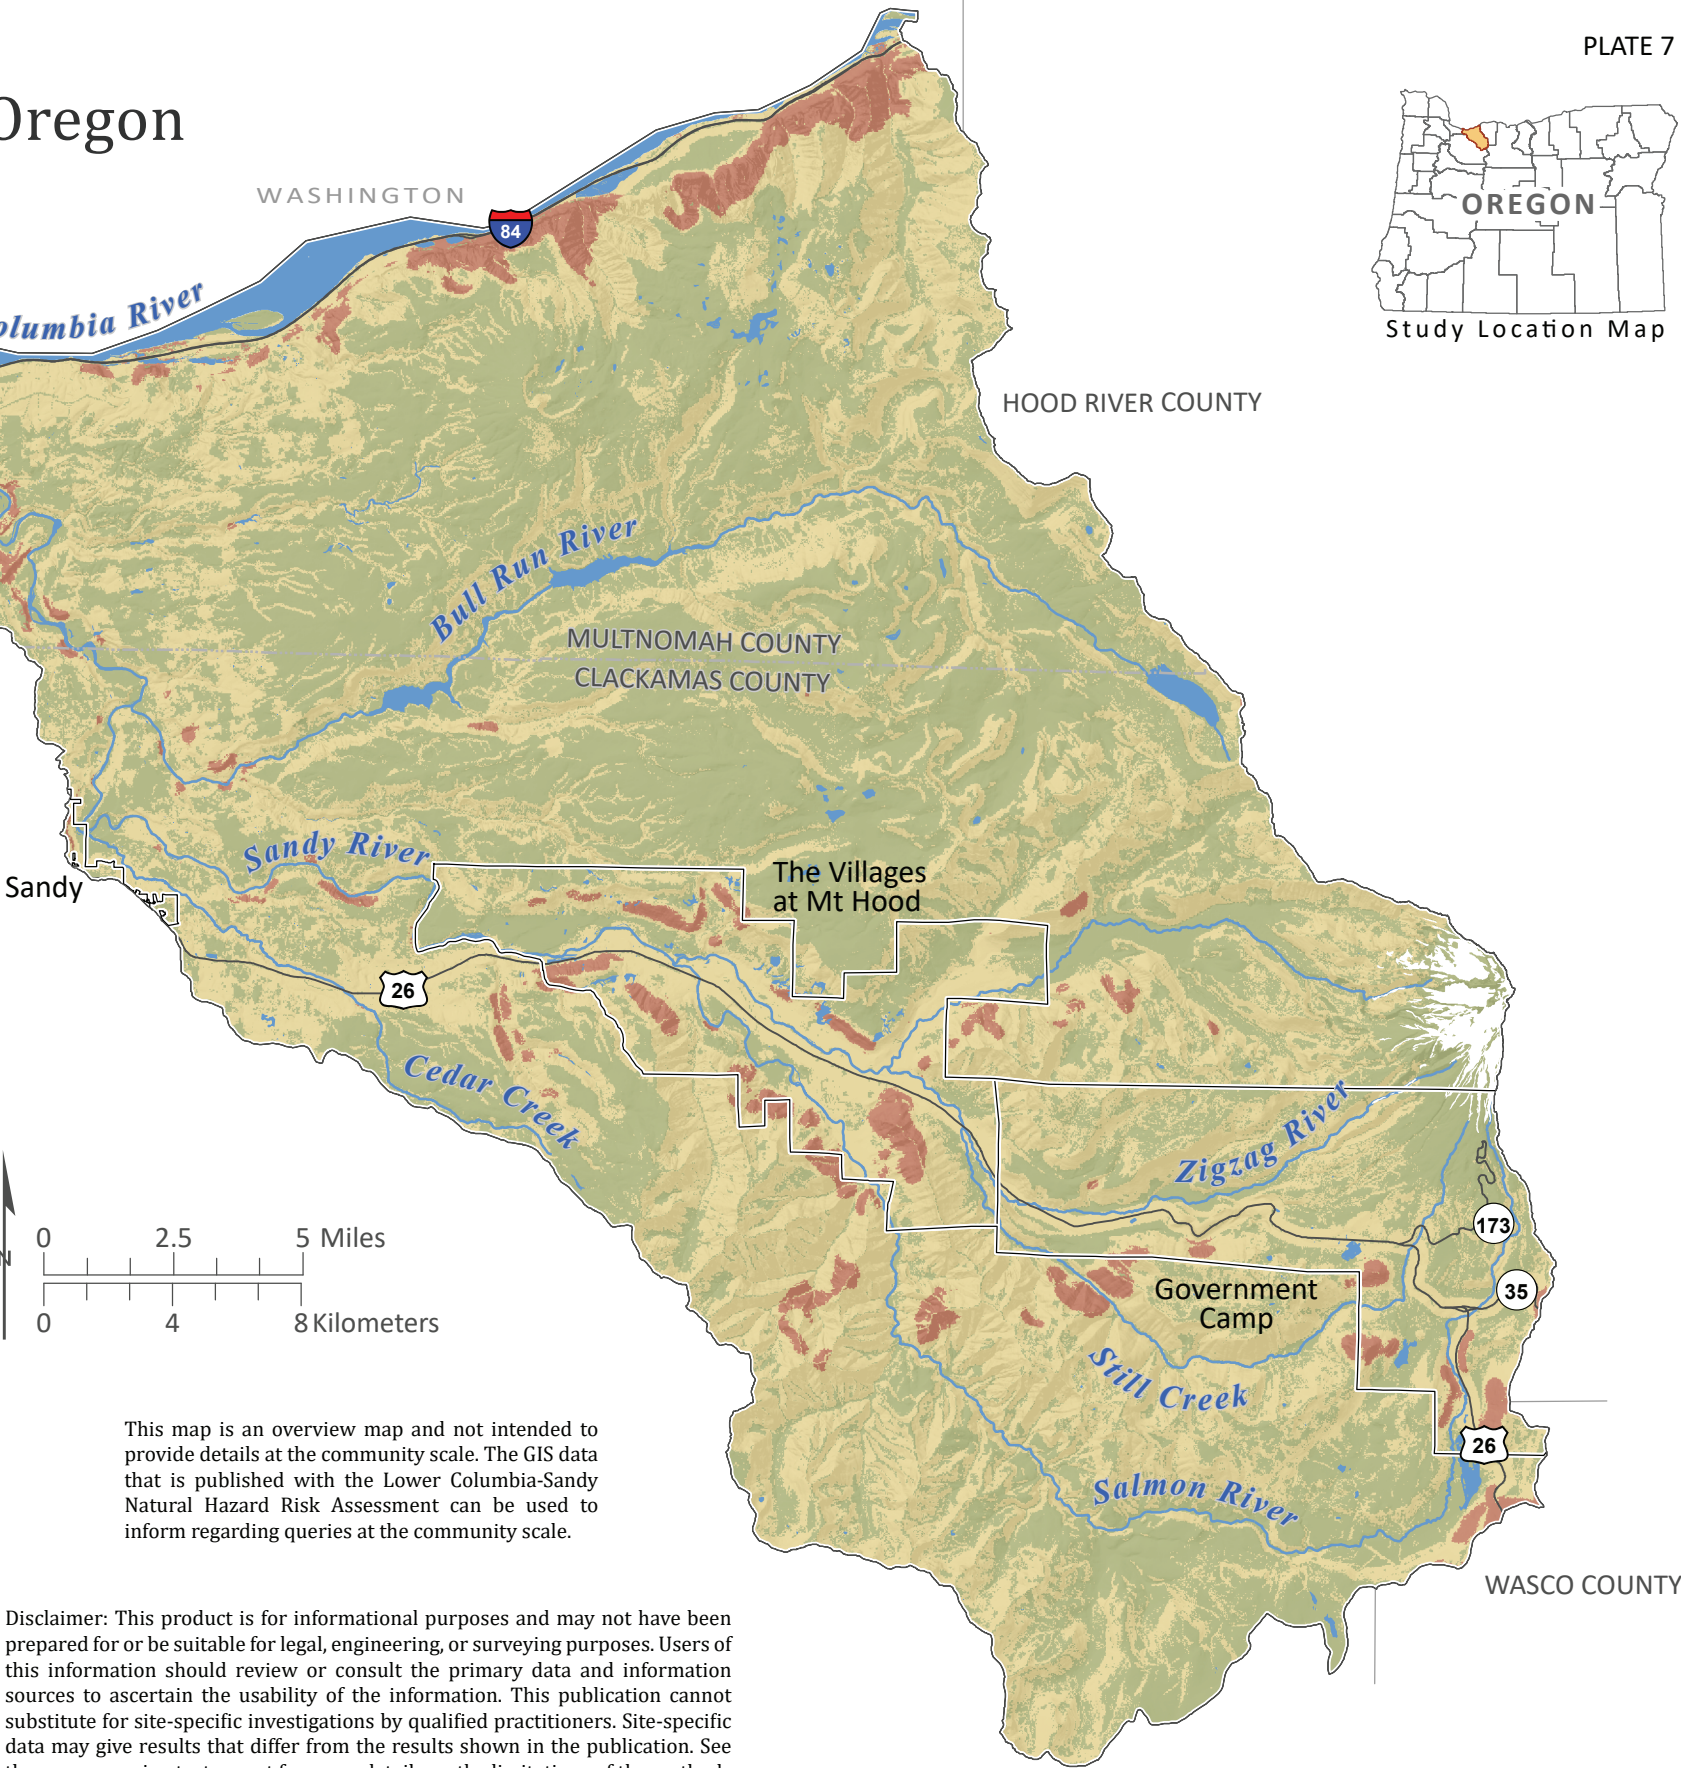 PLATE 7
Oregon
WASHINGTON
84
OREGON
Study Location Map
olumbia River
HOOD RIVER COUNTY
Bull Run River
MULTNOMAH COUNTY
CLACKAMAS COUNTY
Sandy River
The Villages
at Mt Hood
Sandy
26
Cedar Creek
Zigzag River
173
35
Government
Camp
Still Creek
26
Salmon River
WASCO COUNTY
N
0 2.5 5 Miles
0 4 8 Kilometers
This map is an overview map and not intended to
provide details at the community scale. The GIS data
that is published with the Lower Columbia-Sandy
Natural Hazard Risk Assessment can be used to
inform regarding queries at the community scale.
Disclaimer: This product is for informational purposes and may not have been
prepared for or be suitable for legal, engineering, or surveying purposes. Users of
this information should review or consult the primary data and information
sources to ascertain the usability of the information. This publication cannot
substitute for site-specific investigations by qualified practitioners. Site-specific
data may give results that differ from the results shown in the publication. See